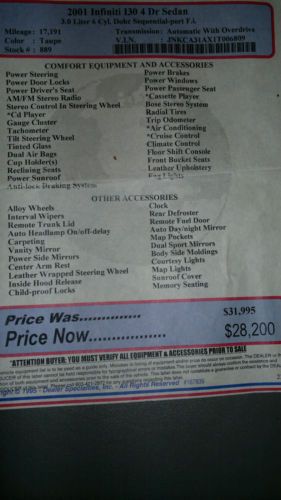 2001 Infiniti I30 4 Dr Sedan
3.0 Liter 6 Cyl. Dohc Sequential-port F.i.
Mileage: 17,191 Transmission: Automatic With Overdrive
Color : Taupe V.I.N. : JNKCA31AX1T006809
Stock # : 889
COMFORT EQUIPMENT AND ACCESSORIES
Power Steering Power Brakes
Power Door Locks Power Windows
Power Driver's Seat Power Passenger Seat
AM/FM Stereo Radio *Cassette Player
Stereo Control In Steering Wheel Bose Stereo System
*Cd Player Radial Tires
Gauge Cluster Trip Odometer
Tachometer *Air Conditioning
Tilt Steering Wheel *Cruise Control
Tinted Glass Climate Control
Dual Air Bags Floor Shift Console
Cup Holder(s) Front Bucket Seats
Reclining Seats Leather Upholstery
Power Sunroof Fog Lights
Anti-lock Braking System
OTHER ACCESSORIES
Alloy Wheels Clock
Interval Wipers Rear Defroster
Remote Trunk Lid Remote Fuel Door
Auto Headlamp On/off-delay Auto Day/night Mirror
Carpeting Map Pockets
Vanity Mirror Dual Sport Mirrors
Power Side Mirrors Body Side Moldings
Center Arm Rest Courtesy Lights
Leather Wrapped Steering Wheel Map Lights
Inside Hood Release Sunroof Cover
Child-proof Locks Memory Seating
Price Was.............. $31,995
Price Now................ $28,200
*ATTENTION BUYER: YOU MUST VERIFY ALL EQUIPMENT & ACCESSORIES PRIOR TO SALE
1995 - Dealer Specialties, Inc. - All Rights Reserved